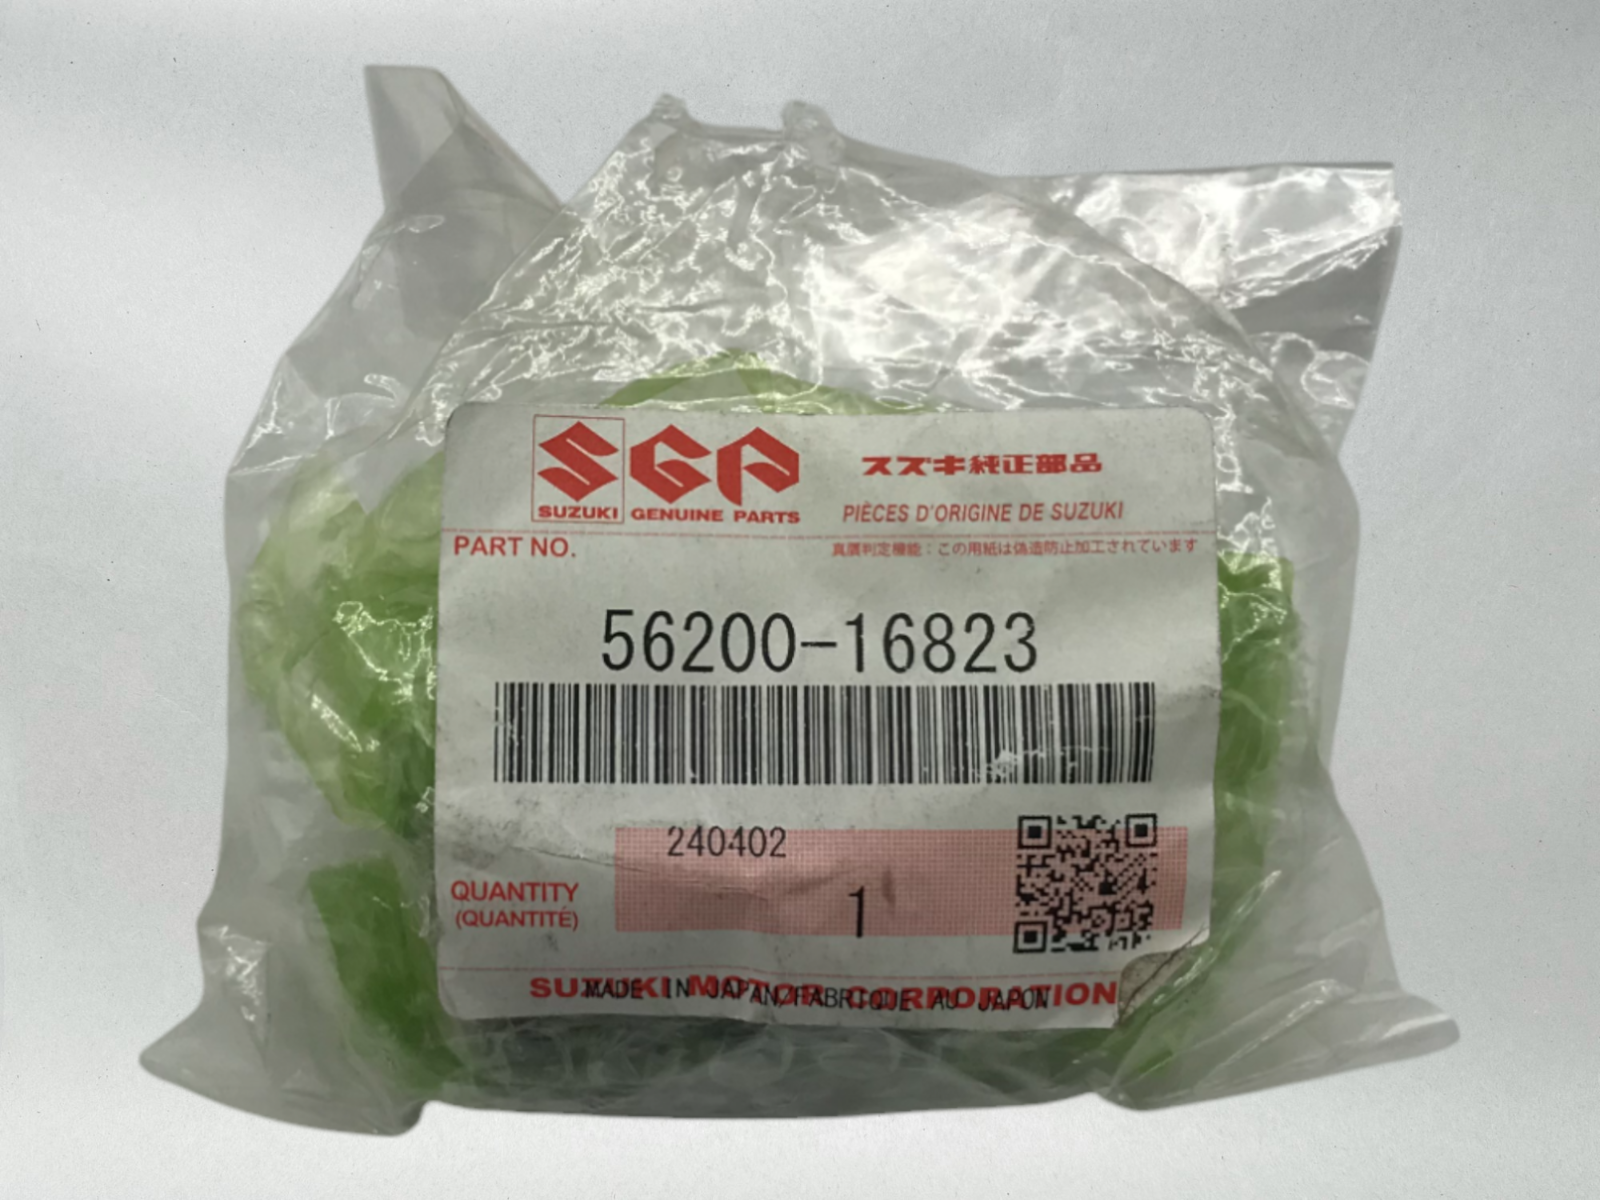 SGP
SUZUKI GENUINE PARTS
スズキ純正部品
PIÈCES D'ORIGINE DE SUZUKI
PART NO.
真贋判定機能：この用紙は偽造防止加工されています
56200-16823
240402
QUANTITY
(QUANTITÉ)
1
SUZUKI MOTOR CORPORATION
MADE IN JAPAN/FABRIQUE AU JAPON